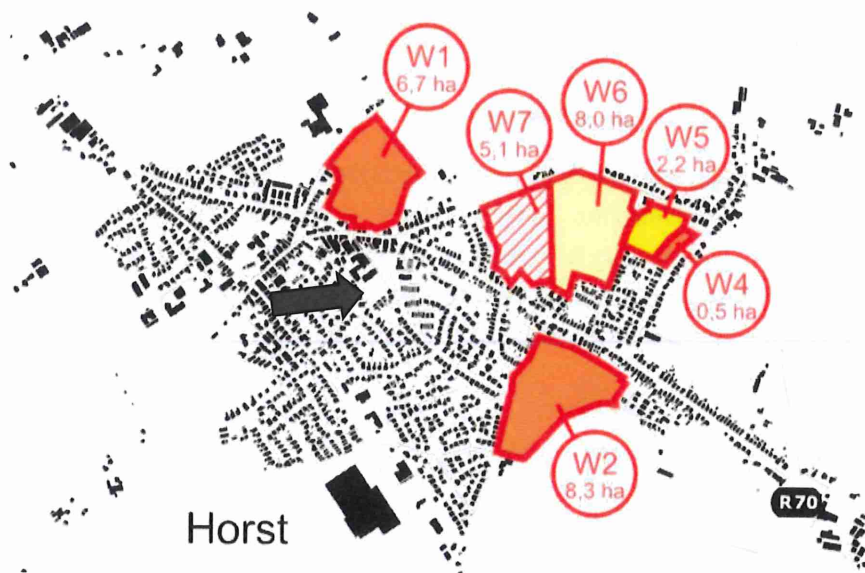 W1
6,7 ha
W7
5,1 ha
W6
8,0 ha
W5
2,2 ha
W4
0,5 ha
W2
8,3 ha
R70
Horst